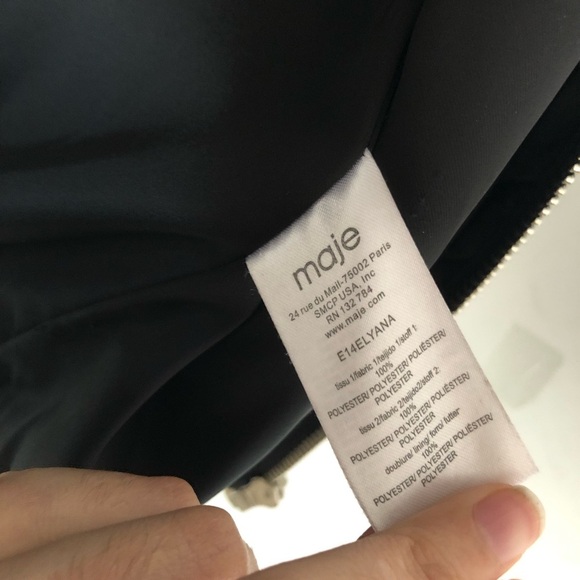 maje
24 rue du Mail-75002 Paris
SMCP USA, Inc
RN 132 784
www.maje.com
E14ELYANA
tissu 1/fabric 1/tejido 1/stoff 1:
100%
POLYESTER/ POLYESTER/ POLIÉSTER/
POLYESTER
tissu 2/fabric 2/tejido2/stoff 2:
100%
POLYESTER/ POLYESTER/ POLIÉSTER/
POLYESTER
doublure/ lining/ forro/ futter
100%
POLYESTER/ POLYESTER/ POLIÉSTER/
POLYESTER